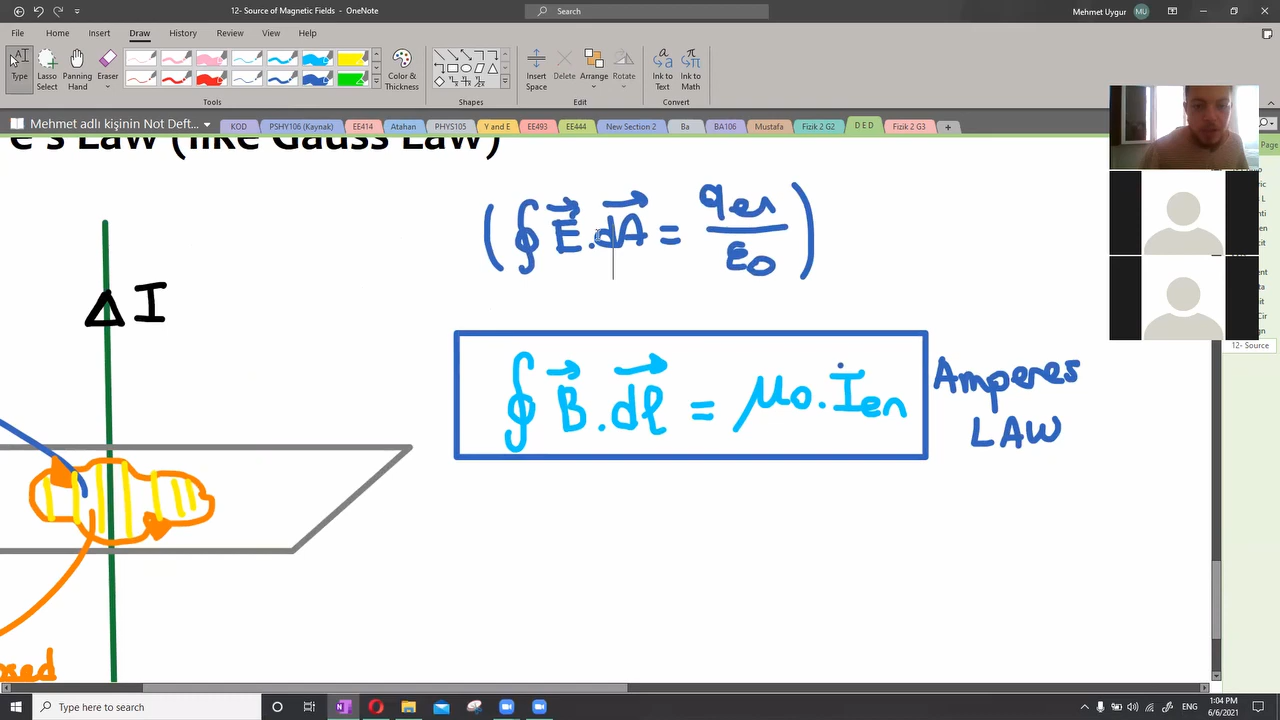 12- Source of Magnetic Fields - OneNote
Search
Mehmet Uygur MU
File Home Insert Draw History Review View Help
Type
Lasso Select
Panning Hand
Eraser
Color & Thickness
Insert Space
Delete
Arrange
Rotate
Ink to Text
Ink to Math
Tools
Shapes
Edit
Convert
Mehmet adlı kişinin Not Deft...
KOD PSHY106 (Kaynak) EE414 Atahan PHYS105 Y and E EE493 EE444 New Section 2 Ba BA106 Mustafa Fizik 2 G2 D E D Fizik 2 G3 +
Page
e's Law (like Gauss Law)
(∮ E⃗ . dA⃗ = qen / ε0)
I
∮ B⃗ . dℓ⃗ = μ0 . Ien
Amperes
LAW
12- Source
Type here to search
ENG
1:04 PM
6/6/2021